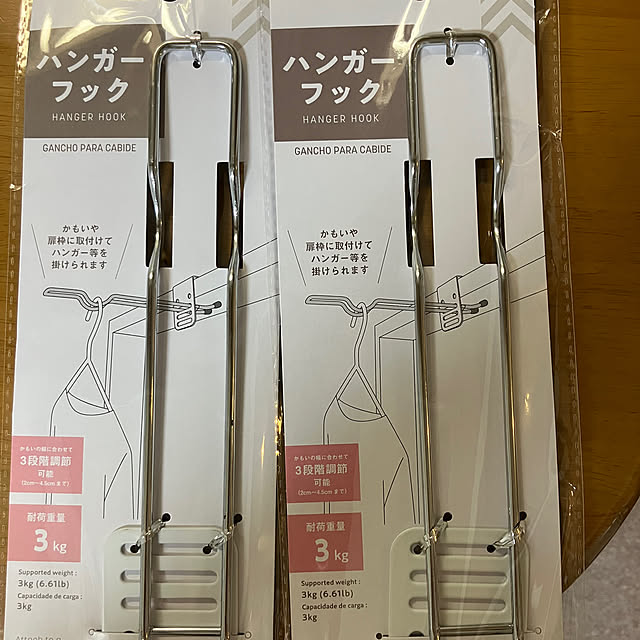 ハンガー
フック
HANGER HOOK
GANCHO PARA CABIDE
かもいや
扉枠に取付けて
ハンガー等を
掛けられます
かもいの幅に合わせて
3段階調節
可能
(2cm〜4.5cmまで)
耐荷重量
3kg
Supported weight :
3kg (6.61lb)
Capacidade de carga :
3kg
ハンガー
フック
HANGER HOOK
GANCHO PARA CABIDE
かもいや
扉枠に取付けて
ハンガー等を
掛けられます
かもいの幅に合わせて
3段階調節
可能
(2cm〜4.5cmまで)
耐荷重量
3kg
Supported weight :
3kg (6.61lb)
Capacidade de carga :
3kg